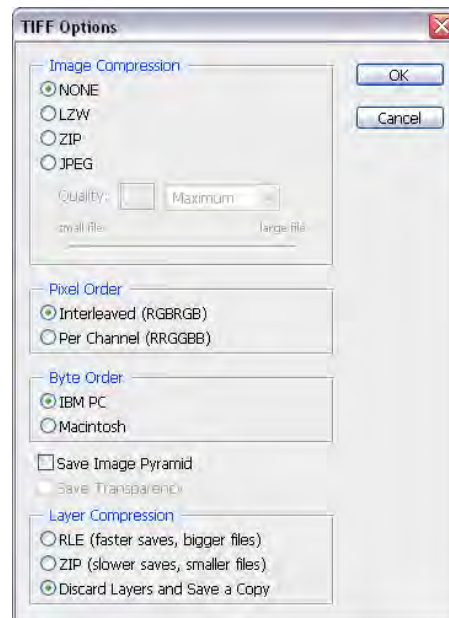 TIFF Options
Image Compression
NONE
LZW
ZIP
JPEG
OK
Cancel
Quality: Maximum
small file large file
Pixel Order
Interleaved (RGBRGB)
Per Channel (RRGGBB)
Byte Order
IBM PC
Macintosh
Save Image Pyramid
Save Transparency
Layer Compression
RLE (faster saves, bigger files)
ZIP (slower saves, smaller files)
Discard Layers and Save a Copy